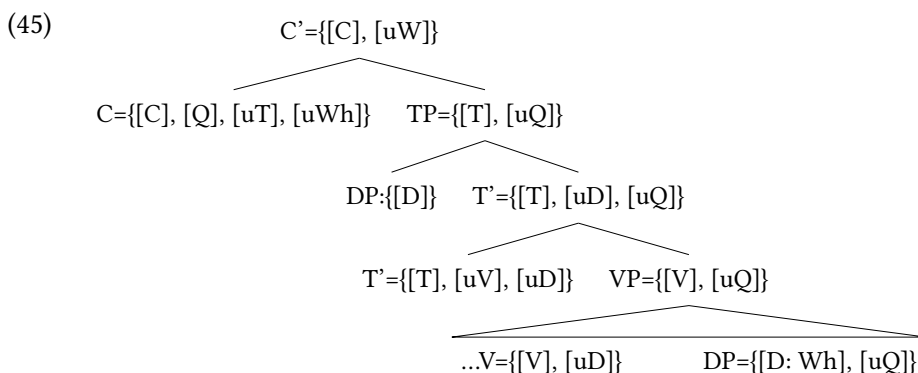 (45)
C’={[C], [uW]}
C={[C], [Q], [uT], [uWh]} TP={[T], [uQ]}
DP:{[D]} T’={[T], [uD], [uQ]}
T’={[T], [uV], [uD]} VP={[V], [uQ]}
...V={[V], [uD]} DP={[D: Wh], [uQ]}